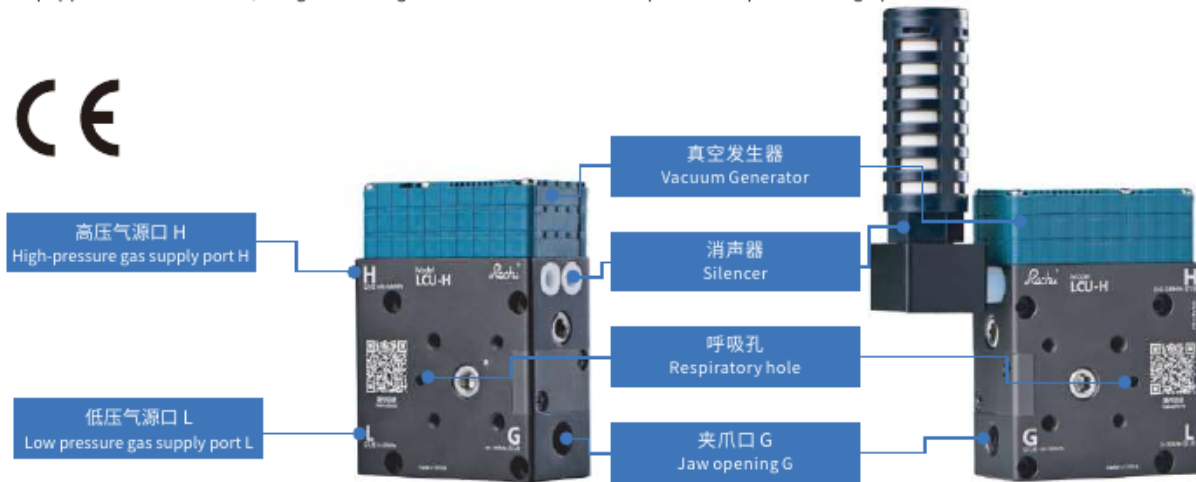 CE
真空发生器
Vacuum Generator
高压气源口 H
High-pressure gas supply port H
消声器
Silencer
呼吸孔
Respiratory hole
低压气源口 L
Low pressure gas supply port L
夹爪口 G
Jaw opening G
H
Model
LCU-H
Rochu
L
G
Rochu
Model
LCU-H
H
G
L